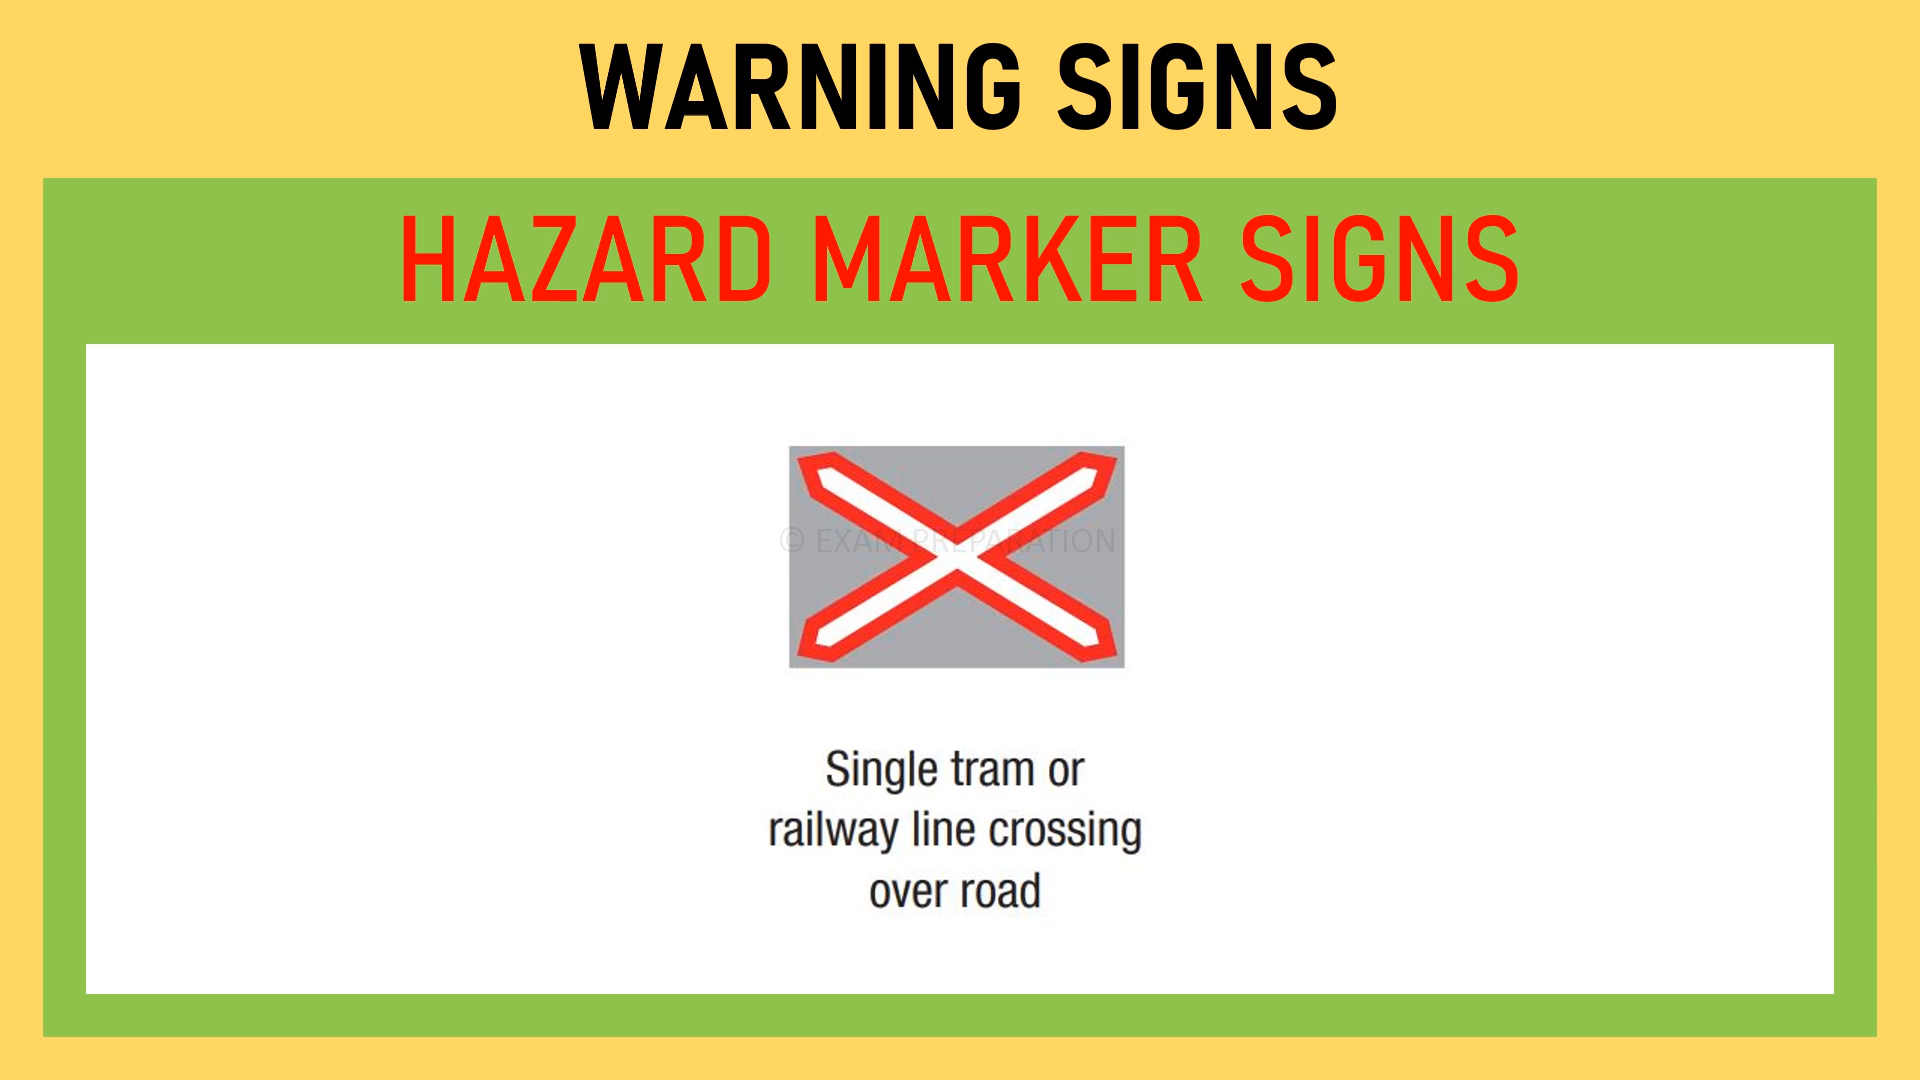 WARNING SIGNS
HAZARD MARKER SIGNS
© EXAM PREPARATION
Single tram or
railway line crossing
over road